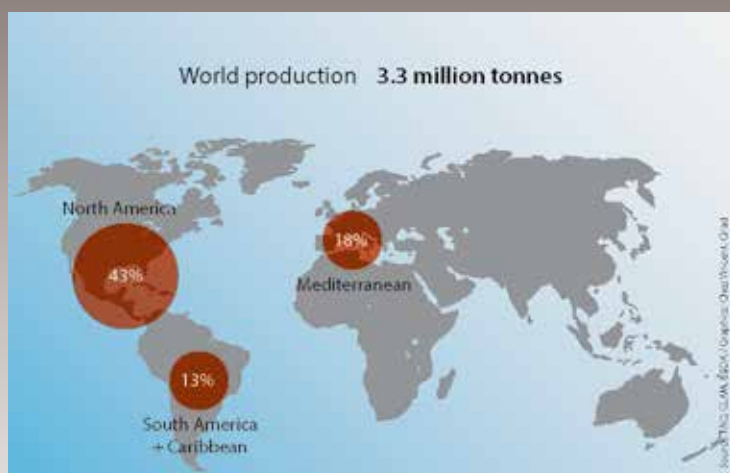 World production 3.3 million tonnes
North America
43%
18%
Mediterranean
13%
South America
+ Caribbean